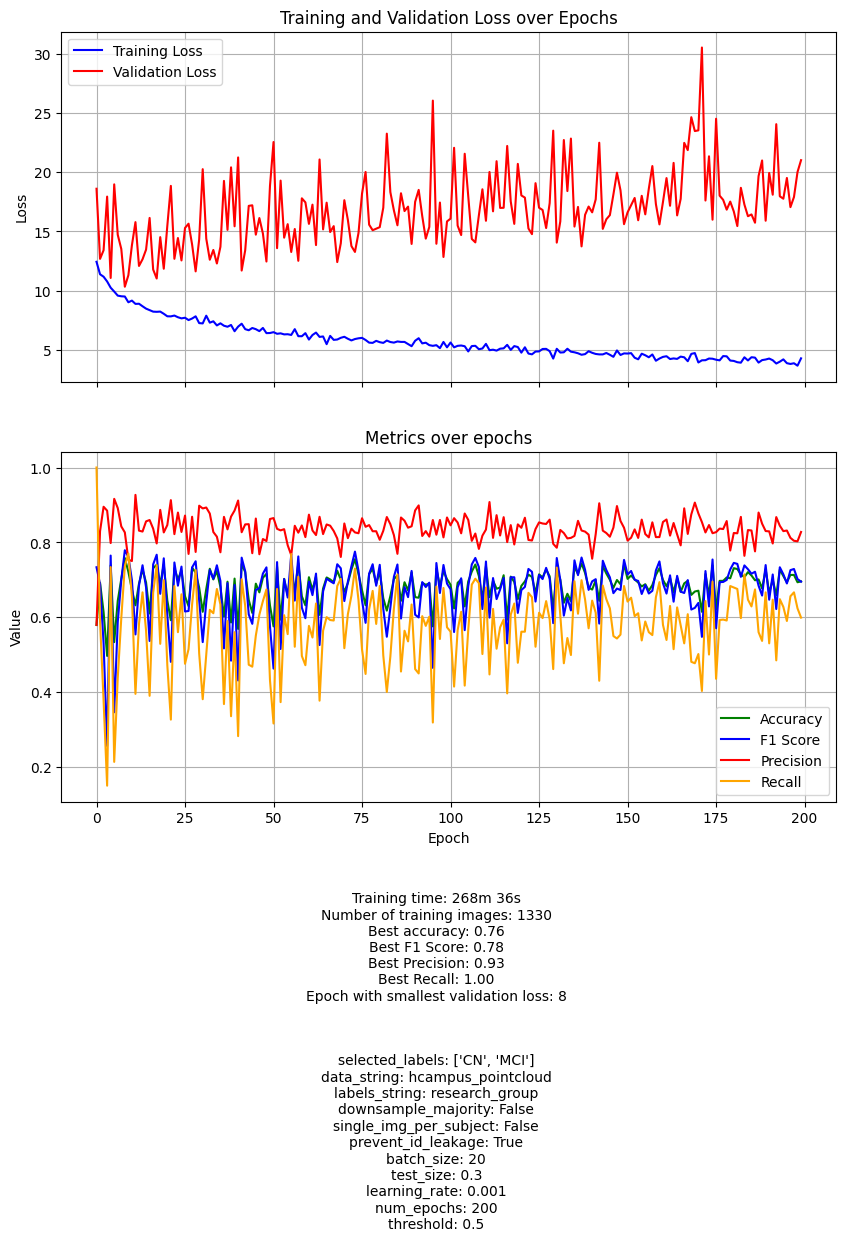 Training and Validation Loss over Epochs
Training Loss
Validation Loss
30
25
20
15
10
5
Loss
Metrics over epochs
1.0
0.8
0.6
0.4
0.2
Value
Accuracy
F1 Score
Precision
Recall
0 25 50 75 100 125 150 175 200
Epoch
Training time: 268m 36s
Number of training images: 1330
Best accuracy: 0.76
Best F1 Score: 0.78
Best Precision: 0.93
Best Recall: 1.00
Epoch with smallest validation loss: 8
selected_labels: ['CN', 'MCI']
data_string: hcampus_pointcloud
labels_string: research_group
downsample_majority: False
single_img_per_subject: False
prevent_id_leakage: True
batch_size: 20
test_size: 0.3
learning_rate: 0.001
num_epochs: 200
threshold: 0.5